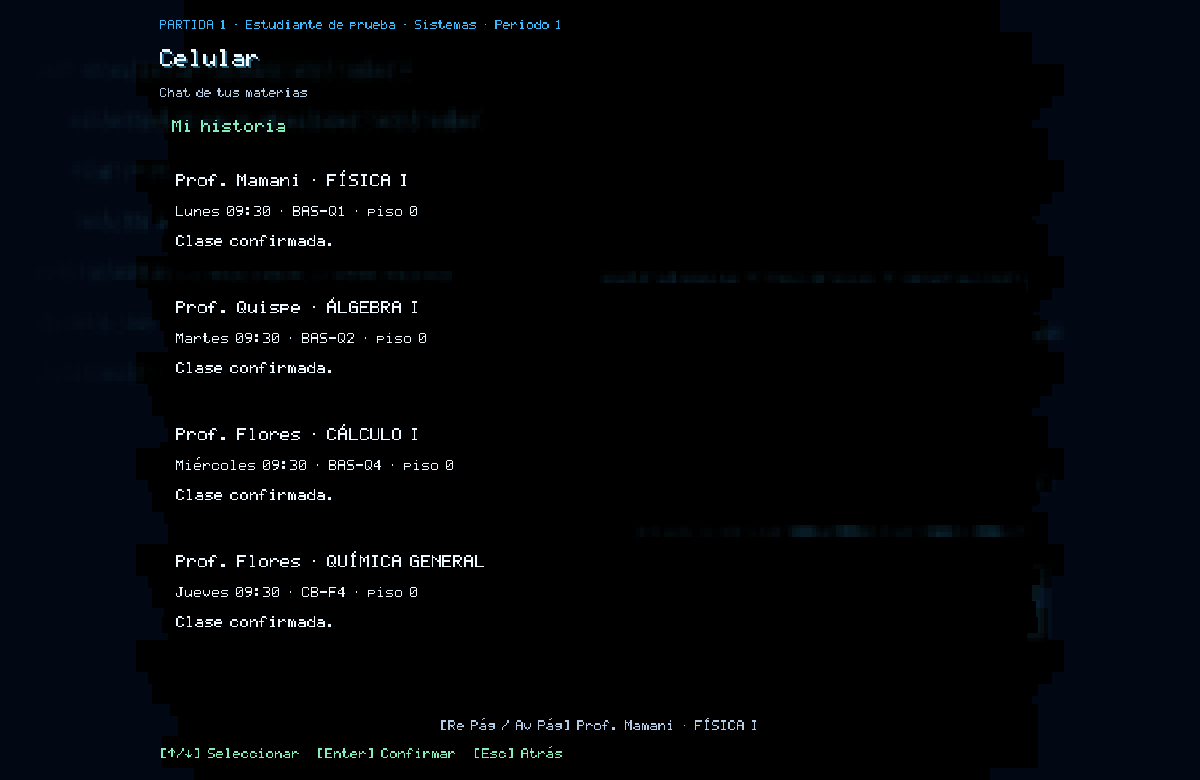 PARTIDA 1 · Estudiante de prueba · Sistemas · Periodo 1
Celular
Chat de tus materias
Mi historia
Prof. Mamani · FÍSICA I
Lunes 09:30 · BAS-Q1 · piso 0
Clase confirmada.
Prof. Quispe · ÁLGEBRA I
Martes 09:30 · BAS-Q2 · piso 0
Clase confirmada.
Prof. Flores · CÁLCULO I
Miércoles 09:30 · BAS-Q4 · piso 0
Clase confirmada.
Prof. Flores · QUÍMICA GENERAL
Jueves 09:30 · CB-F4 · piso 0
Clase confirmada.
[Re Pág / Av Pág] Prof. Mamani · FÍSICA I
[↑/↓] Seleccionar [Enter] Confirmar [Esc] Atrás